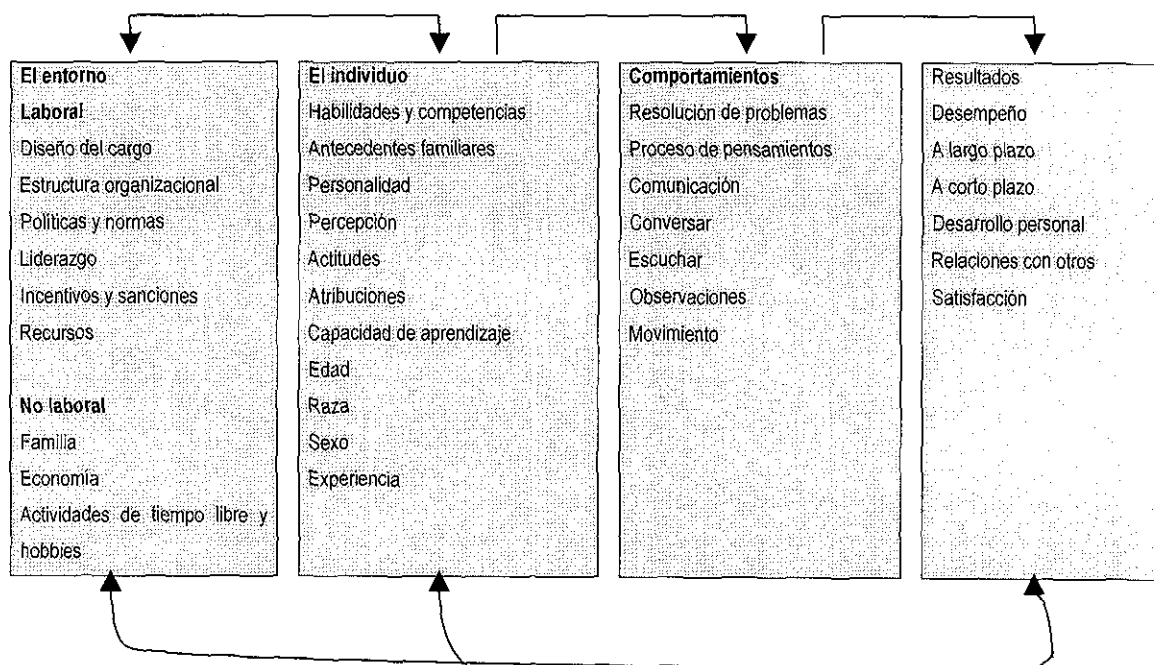 El entorno
Laboral
Diseño del cargo
Estructura organizacional
Políticas y normas
Liderazgo
Incentivos y sanciones
Recursos
No laboral
Familia
Economía
Actividades de tiempo libre y
hobbies
El individuo
Habilidades y competencias
Antecedentes familiares
Personalidad
Percepción
Actitudes
Atribuciones
Capacidad de aprendizaje
Edad
Raza
Sexo
Experiencia
Comportamientos
Resolución de problemas
Proceso de pensamientos
Comunicación
Conversar
Escuchar
Observaciones
Movimiento
Resultados
Desempeño
A largo plazo
A corto plazo
Desarrollo personal
Relaciones con otros
Satisfacción